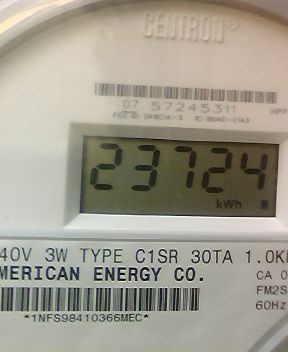 CENTRON®
07 57245311
23724
kWh
40V 3W TYPE C1SR 30TA 1.0K
MERICAN ENERGY CO.
CA 0
FM2S
60Hz
*1NFS98410366MEC*